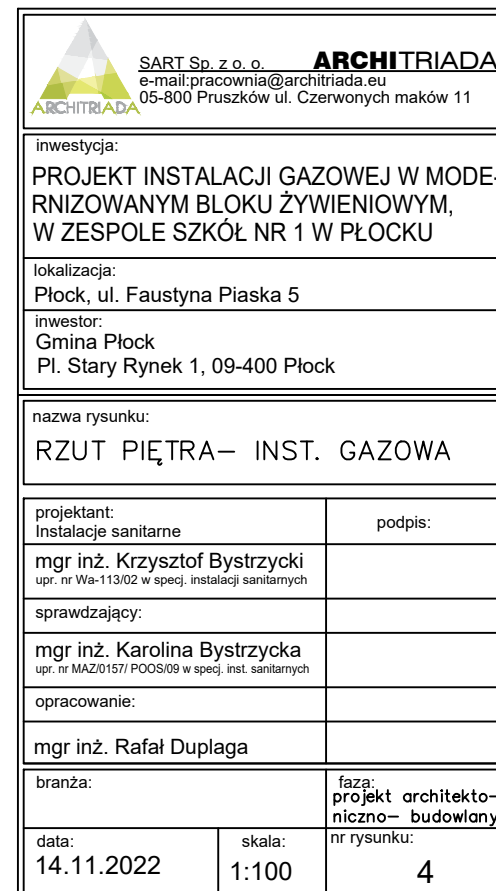 ARCHITRIADA
SART Sp. z o. o. ARCHITRIADA
e-mail:pracownia@architriada.eu
05-800 Pruszków ul. Czerwonych maków 11
inwestycja:
PROJEKT INSTALACJI GAZOWEJ W MODE-
RNIZOWANYM BLOKU ŻYWIENIOWYM,
W ZESPOLE SZKÓŁ NR 1 W PŁOCKU
lokalizacja:
Płock, ul. Faustyna Piaska 5
inwestor:
Gmina Płock
Pl. Stary Rynek 1, 09-400 Płock
nazwa rysunku:
RZUT PIĘTRA– INST. GAZOWA
projektant:
Instalacje sanitarne
podpis:
mgr inż. Krzysztof Bystrzycki
upr. nr Wa-113/02 w specj. instalacji sanitarnych
sprawdzający:
mgr inż. Karolina Bystrzycka
upr. nr MAZ/0157/ POOS/09 w specj. inst. sanitarnych
opracowanie:
mgr inż. Rafał Duplaga
branża:
faza:
projekt architekto-
niczno– budowlany
data:
14.11.2022
skala:
1:100
nr rysunku:
4